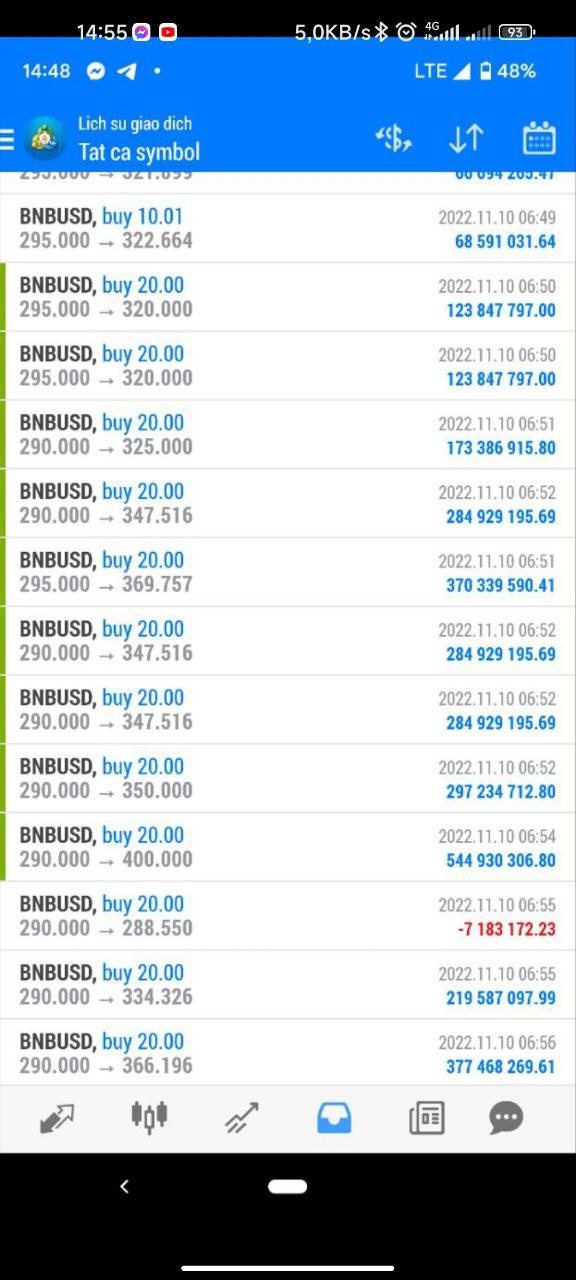 14:55 5,0KB/s 4G 93
14:48 LTE 48%
Lich su giao dich
Tat ca symbol
295.000 → 321.899 66 694 265.47
BNBUSD, buy 10.01 2022.11.10 06:49
295.000 → 322.664 68 591 031.64
BNBUSD, buy 20.00 2022.11.10 06:50
295.000 → 320.000 123 847 797.00
BNBUSD, buy 20.00 2022.11.10 06:50
295.000 → 320.000 123 847 797.00
BNBUSD, buy 20.00 2022.11.10 06:51
290.000 → 325.000 173 386 915.80
BNBUSD, buy 20.00 2022.11.10 06:52
290.000 → 347.516 284 929 195.69
BNBUSD, buy 20.00 2022.11.10 06:51
295.000 → 369.757 370 339 590.41
BNBUSD, buy 20.00 2022.11.10 06:52
290.000 → 347.516 284 929 195.69
BNBUSD, buy 20.00 2022.11.10 06:52
290.000 → 347.516 284 929 195.69
BNBUSD, buy 20.00 2022.11.10 06:52
290.000 → 350.000 297 234 712.80
BNBUSD, buy 20.00 2022.11.10 06:54
290.000 → 400.000 544 930 306.80
BNBUSD, buy 20.00 2022.11.10 06:55
290.000 → 288.550 -7 183 172.23
BNBUSD, buy 20.00 2022.11.10 06:55
290.000 → 334.326 219 587 097.99
BNBUSD, buy 20.00 2022.11.10 06:56
290.000 → 366.196 377 468 269.61